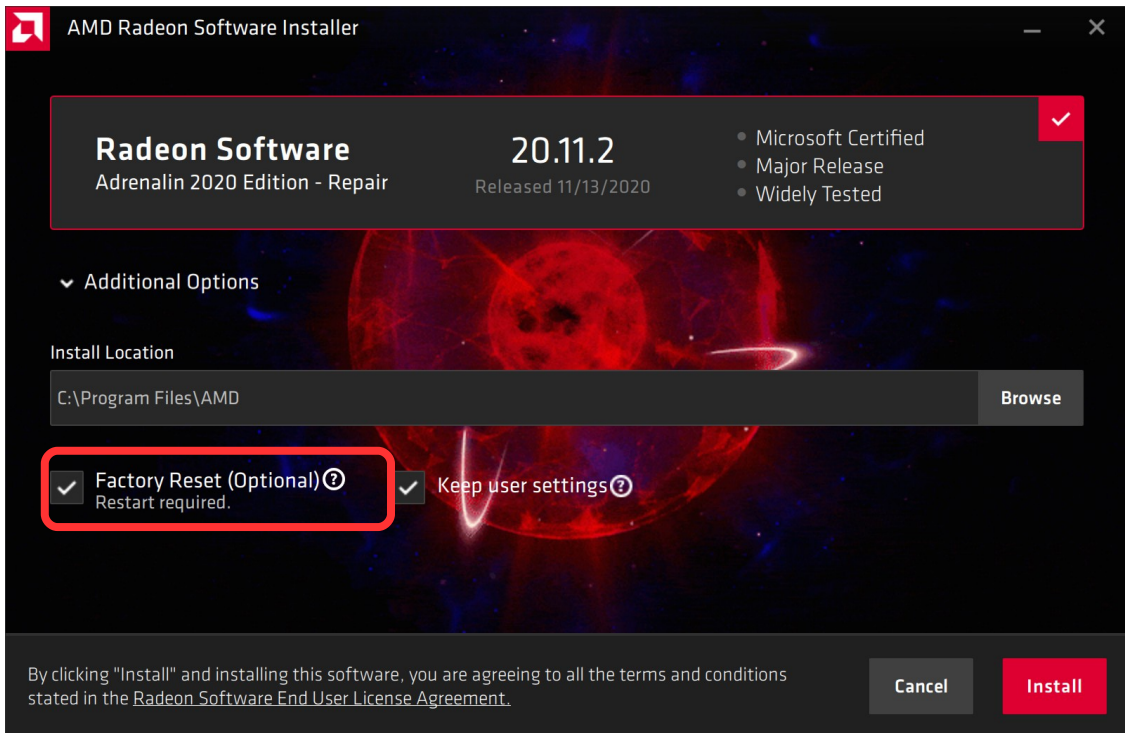 AMD Radeon Software Installer
Radeon Software
Adrenalin 2020 Edition - Repair
20.11.2
Released 11/13/2020
Microsoft Certified
Major Release
Widely Tested
Additional Options
Install Location
C:\Program Files\AMD
Browse
Factory Reset (Optional)
Restart required.
Keep user settings
By clicking "Install" and installing this software, you are agreeing to all the terms and conditions
stated in the Radeon Software End User License Agreement.
Cancel
Install